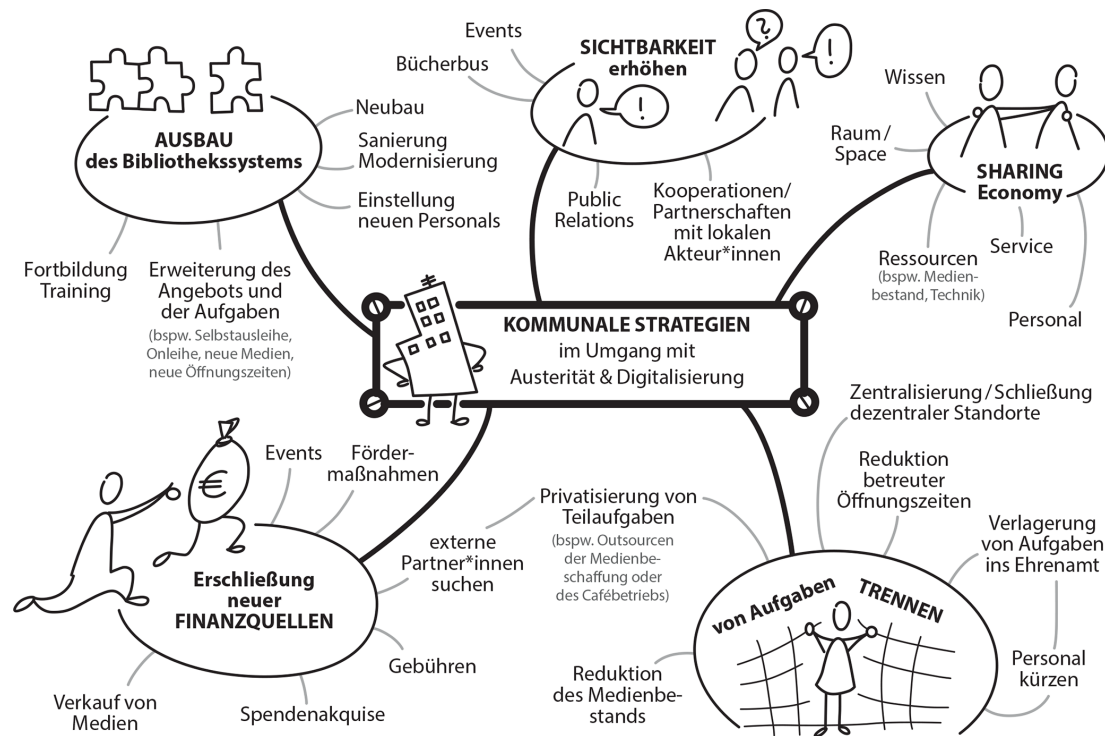 AUSBAU
des Bibliothekssystems
Neubau
Sanierung
Modernisierung
Einstellung
neuen Personals
Fortbildung
Training
Erweiterung des
Angebots und
der Aufgaben
(bspw. Selbstausleihe,
Onleihe, neue Medien,
neue Öffnungszeiten)
Events
Bücherbus
SICHTBARKEIT
erhöhen
?
!
!
Public
Relations
Kooperationen/
Partnerschaften
mit lokalen
Akteur*innen
Wissen
Raum/
Space
SHARING
Economy
Ressourcen
(bspw. Medien-
bestand, Technik)
Service
Personal
KOMMUNALE STRATEGIEN
im Umgang mit
Austerität & Digitalisierung
€
Events
Förder-
maßnahmen
externe
Partner*innen
suchen
Erschließung
neuer
FINANZQUELLEN
Gebühren
Verkauf von
Medien
Spendenakquise
Privatisierung von
Teilaufgaben
(bspw. Outsourcen
der Medienbe-
schaffung oder
des Cafébetriebs)
Zentralisierung/Schließung
dezentraler Standorte
Reduktion
betreuter
Öffnungszeiten
Verlagerung
von Aufgaben
ins Ehrenamt
von Aufgaben TRENNEN
Personal
kürzen
Reduktion
des Medienbe-
stands